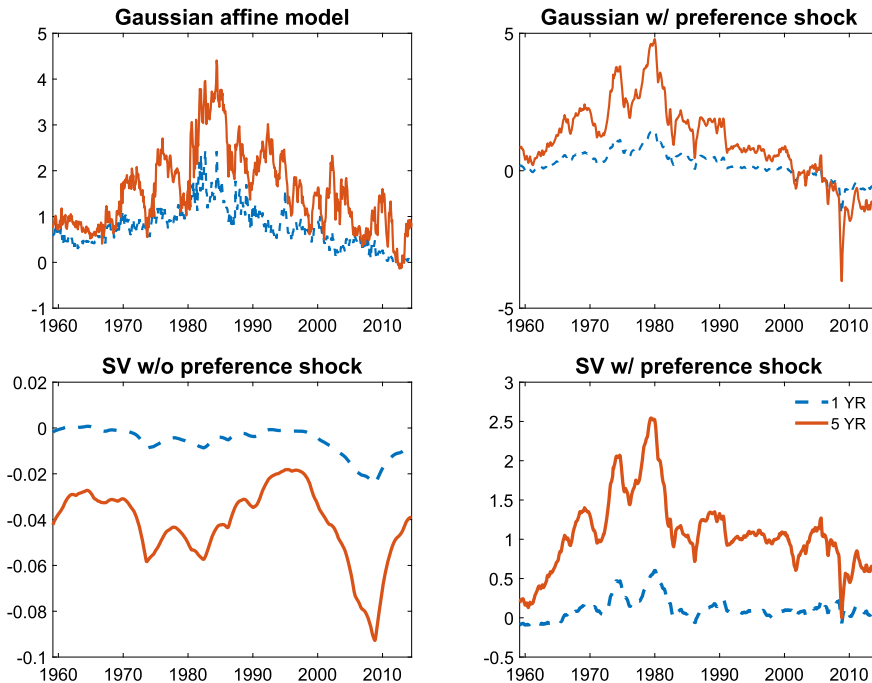 Gaussian affine model
5
4
3
2
1
0
-1
1960 1970 1980 1990 2000 2010
Gaussian w/ preference shock
5
0
-5
1960 1970 1980 1990 2000 2010
SV w/o preference shock
0.02
0
-0.02
-0.04
-0.06
-0.08
-0.1
1960 1970 1980 1990 2000 2010
SV w/ preference shock
3
2.5
2
1.5
1
0.5
0
-0.5
1960 1970 1980 1990 2000 2010
1 YR
5 YR